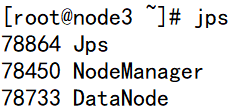 [root@node3 ~]# jps
78864 Jps
78450 NodeManager
78733 DataNode